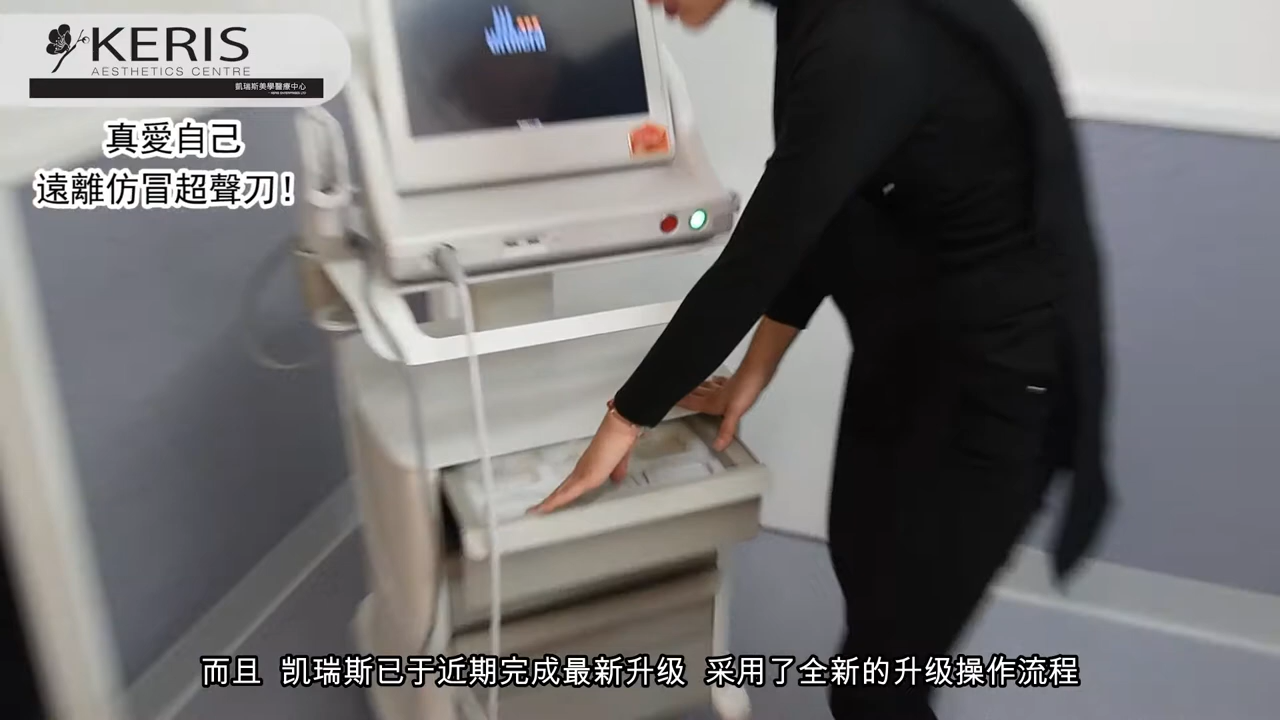 KERIS
AESTHETICS CENTRE
凱瑞斯美學醫療中心
真愛自己
遠離仿冒超聲刀！
而且 凯瑞斯已于近期完成最新升级 采用了全新的升级操作流程